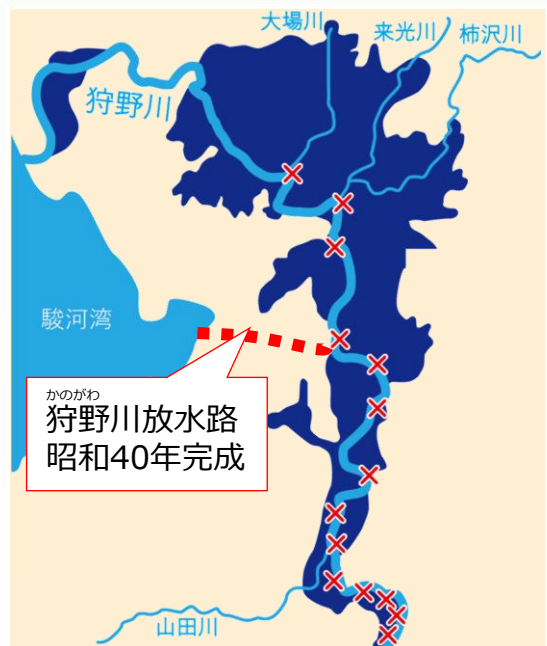 大場川
来光川
柿沢川
狩野川
駿河湾
かのがわ
狩野川放水路
昭和40年完成
山田川